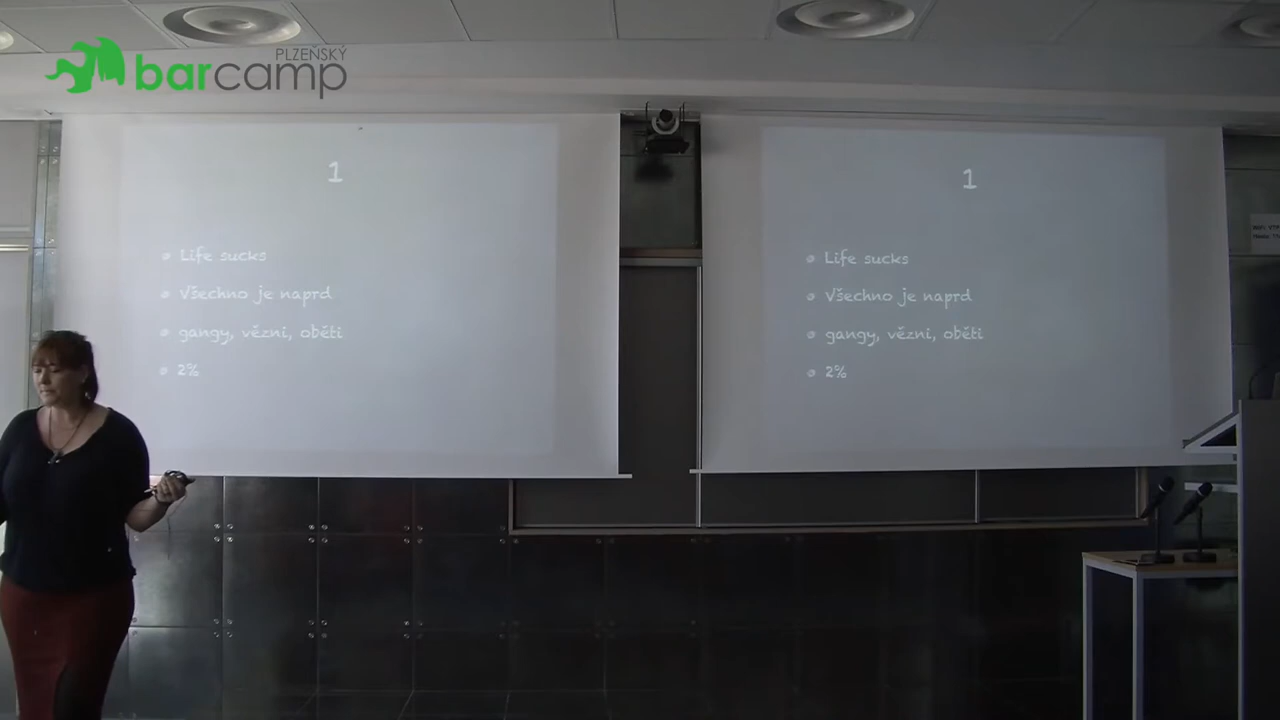 PLZEŇSKÝ
barcamp
1
Life sucks
Všechno je naprd
gangy, vězni, oběti
2%
1
Life sucks
Všechno je naprd
gangy, vězni, oběti
2%